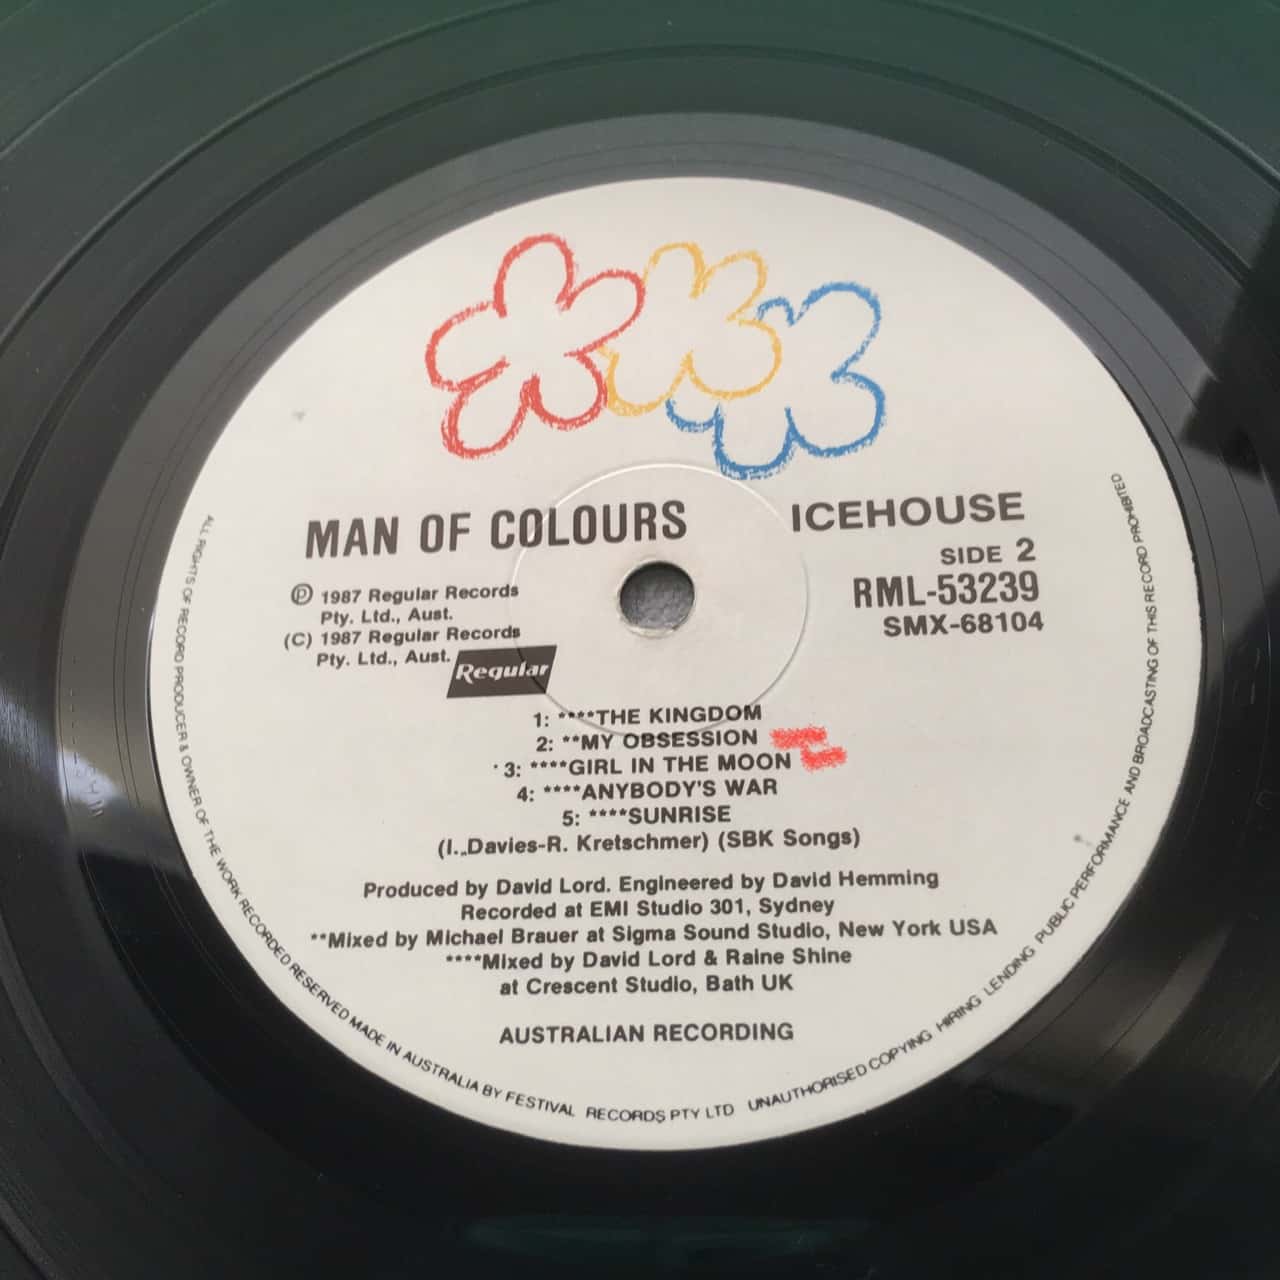 MAN OF COLOURS
ICEHOUSE
SIDE 2
RML-53239
SMX-68104
Ⓟ 1987 Regular Records
Pty. Ltd., Aust.
(C) 1987 Regular Records
Pty. Ltd., Aust.
Regular
1: ****THE KINGDOM
2: **MY OBSESSION
3: ****GIRL IN THE MOON
4: ****ANYBODY'S WAR
5: ****SUNRISE
(I..Davies-R. Kretschmer) (SBK Songs)
Produced by David Lord. Engineered by David Hemming
Recorded at EMI Studio 301, Sydney
**Mixed by Michael Brauer at Sigma Sound Studio, New York USA
****Mixed by David Lord & Raine Shine
at Crescent Studio, Bath UK
AUSTRALIAN RECORDING
ALL RIGHTS OF RECORD PRODUCER & OWNER OF THE WORK RECORDED RESERVED MADE IN AUSTRALIA BY FESTIVAL RECORDS PTY LTD UNAUTHORISED COPYING HIRING LENDING PUBLIC PERFORMANCE AND BROADCASTING OF THIS RECORD PROHIBITED